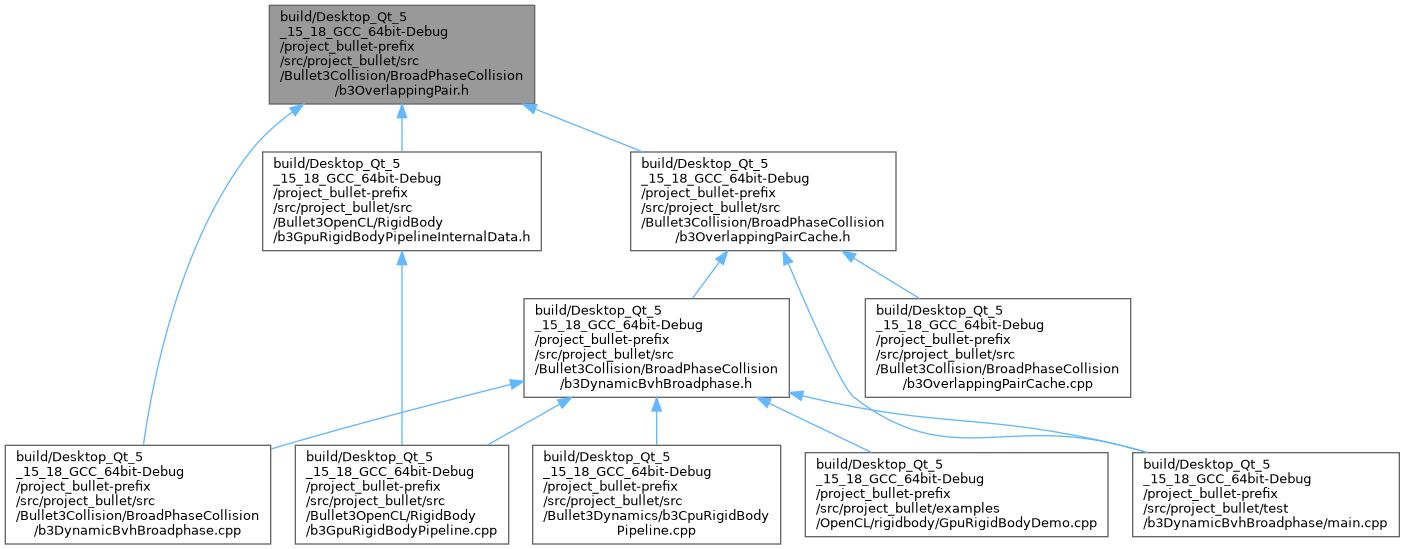 build/Desktop_Qt_5
_15_18_GCC_64bit-Debug
/project_bullet-prefix
/src/project_bullet/src
/Bullet3Collision/BroadPhaseCollision
/b3OverlappingPair.h
build/Desktop_Qt_5
_15_18_GCC_64bit-Debug
/project_bullet-prefix
/src/project_bullet/src
/Bullet3OpenCL/RigidBody
/b3GpuRigidBodyPipelineInternalData.h
build/Desktop_Qt_5
_15_18_GCC_64bit-Debug
/project_bullet-prefix
/src/project_bullet/src
/Bullet3Collision/BroadPhaseCollision
/b3OverlappingPairCache.h
build/Desktop_Qt_5
_15_18_GCC_64bit-Debug
/project_bullet-prefix
/src/project_bullet/src
/Bullet3Collision/BroadPhaseCollision
/b3DynamicBvhBroadphase.h
build/Desktop_Qt_5
_15_18_GCC_64bit-Debug
/project_bullet-prefix
/src/project_bullet/src
/Bullet3Collision/BroadPhaseCollision
/b3OverlappingPairCache.cpp
build/Desktop_Qt_5
_15_18_GCC_64bit-Debug
/project_bullet-prefix
/src/project_bullet/src
/Bullet3Collision/BroadPhaseCollision
/b3DynamicBvhBroadphase.cpp
build/Desktop_Qt_5
_15_18_GCC_64bit-Debug
/project_bullet-prefix
/src/project_bullet/src
/Bullet3OpenCL/RigidBody
/b3GpuRigidBodyPipeline.cpp
build/Desktop_Qt_5
_15_18_GCC_64bit-Debug
/project_bullet-prefix
/src/project_bullet/src
/Bullet3Dynamics/b3CpuRigidBody
Pipeline.cpp
build/Desktop_Qt_5
_15_18_GCC_64bit-Debug
/project_bullet-prefix
/src/project_bullet/examples
/OpenCL/rigidbody/GpuRigidBodyDemo.cpp
build/Desktop_Qt_5
_15_18_GCC_64bit-Debug
/project_bullet-prefix
/src/project_bullet/test
/b3DynamicBvhBroadphase/main.cpp